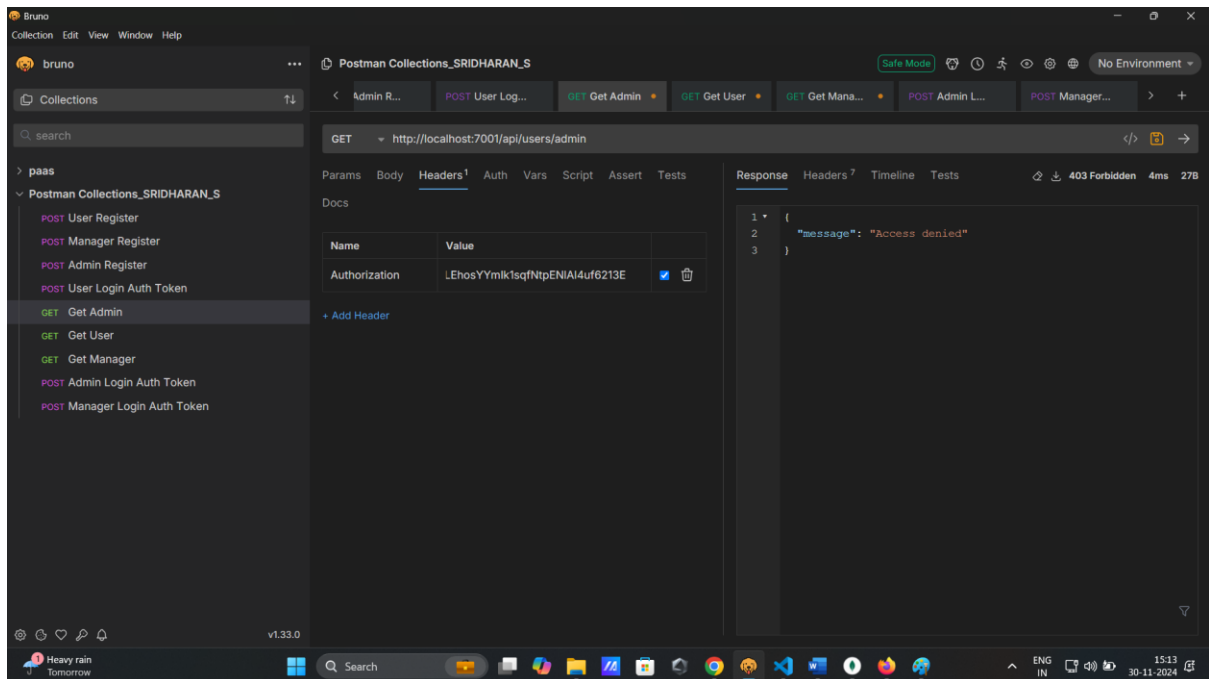 Bruno
Collection Edit View Window Help
bruno
Postman Collections_SRIDHARAN_S
Safe Mode
No Environment
Collections
Admin R...
POST User Log...
GET Get Admin
GET Get User
GET Get Mana...
POST Admin L...
POST Manager...
search
GET http://localhost:7001/api/users/admin
paas
Postman Collections_SRIDHARAN_S
POST User Register
POST Manager Register
POST Admin Register
POST User Login Auth Token
GET Get Admin
GET Get User
GET Get Manager
POST Admin Login Auth Token
POST Manager Login Auth Token
Params Body Headers1 Auth Vars Script Assert Tests
Docs
Name Value
Authorization LEhosYYmlk1sqfNtpENIAI4uf6213E
+ Add Header
Response Headers7 Timeline Tests
403 Forbidden 4ms 27B
1 {
2 "message": "Access denied"
3 }
v1.33.0
1
Heavy rain
Tomorrow
Search
ENG
IN
15:13
30-11-2024